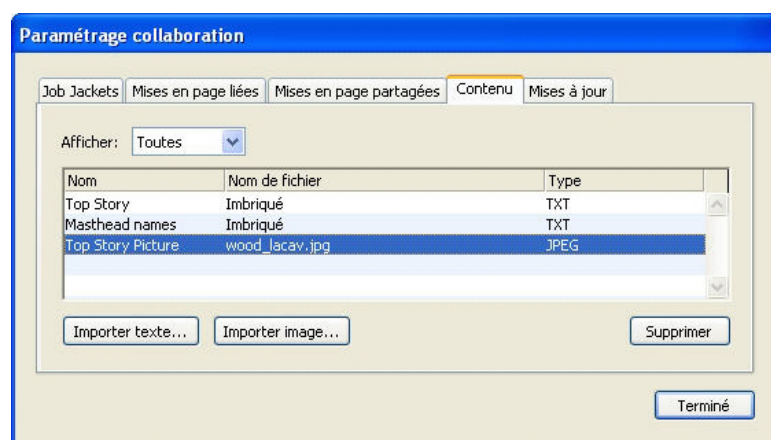 Paramétrage collaboration
Job Jackets Mises en page liées Mises en page partagées Contenu Mises à jour
Afficher: Toutes
Nom Nom de fichier Type
Top Story Imbriqué TXT
Masthead names Imbriqué TXT
Top Story Picture wood_lacav.jpg JPEG
Importer texte... Importer image... Supprimer
Terminé